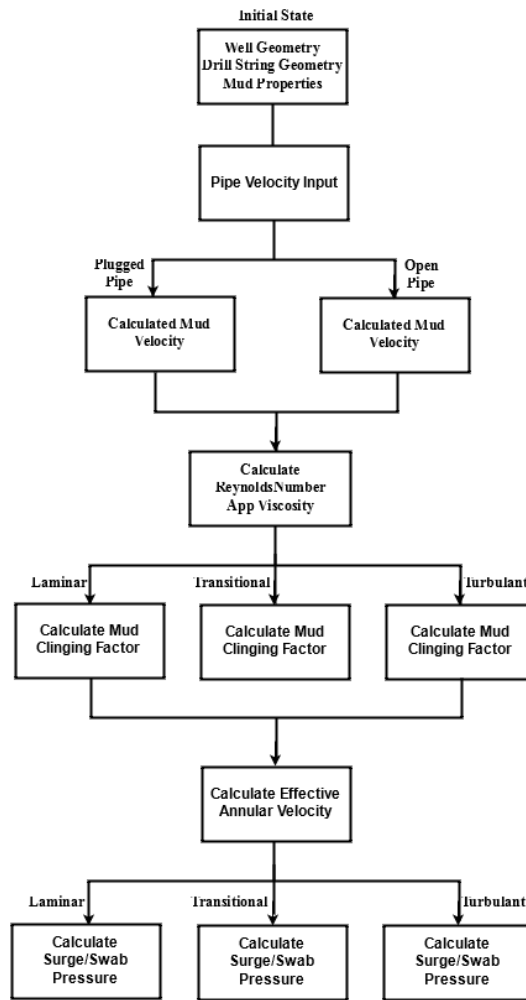 Initial State
Well Geometry
Drill String Geometry
Mud Properties
Pipe Velocity Input
Plugged
Pipe
Open
Pipe
Calculated Mud
Velocity
Calculated Mud
Velocity
Calculate
ReynoldsNumber
App Viscosity
Laminar
Transitional
Turbulant
Calculate Mud
Clinging Factor
Calculate Mud
Clinging Factor
Calculate Mud
Clinging Factor
Calculate Effective
Annular Velocity
Laminar
Transitional
Turbulant
Calculate
Surge/Swab
Pressure
Calculate
Surge/Swab
Pressure
Calculate
Surge/Swab
Pressure